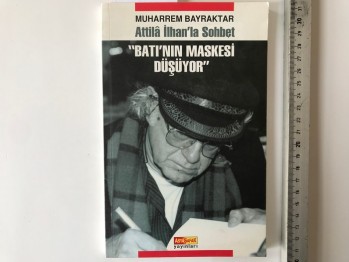 MUHARREM BAYRAKTAR
Attilâ İlhan'la Sohbet
"BATI'NIN MASKESİ
DÜŞÜYOR"
yayınları